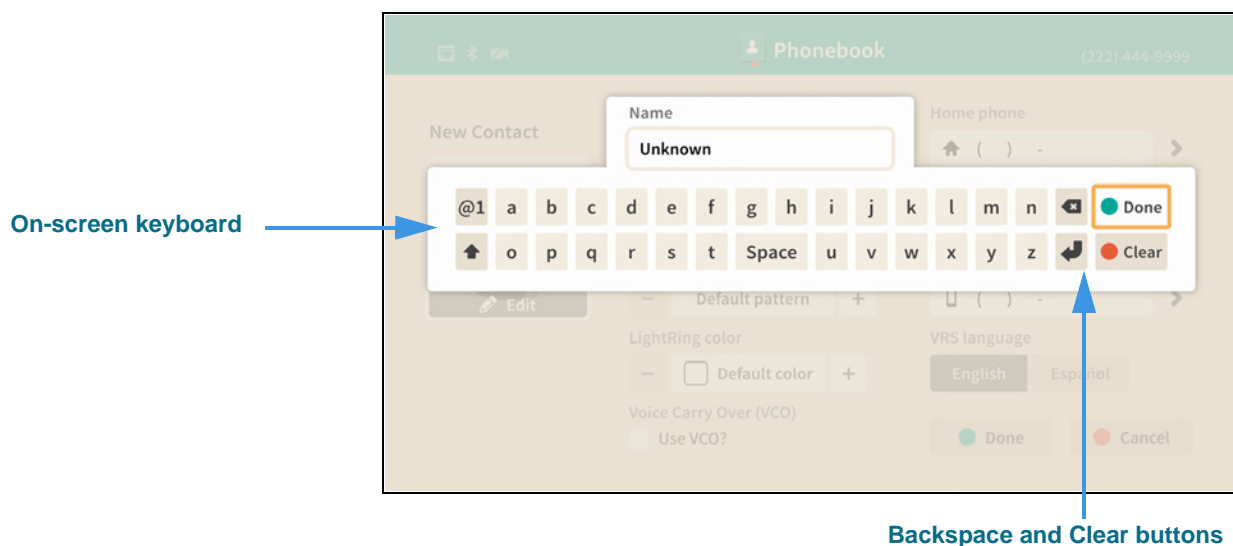 Phonebook
(222) 444-9999
New Contact
Name
Unknown
Home phone
( ) -
On-screen keyboard
@1 a b c d e f g h i j k l m n Done
o p q r s t Space u v w x y z Clear
Edit
- Default pattern +
( ) -
LightRing color
- Default color +
VRS language
English Español
Voice Carry Over (VCO)
Use VCO?
Done Cancel
Backspace and Clear buttons